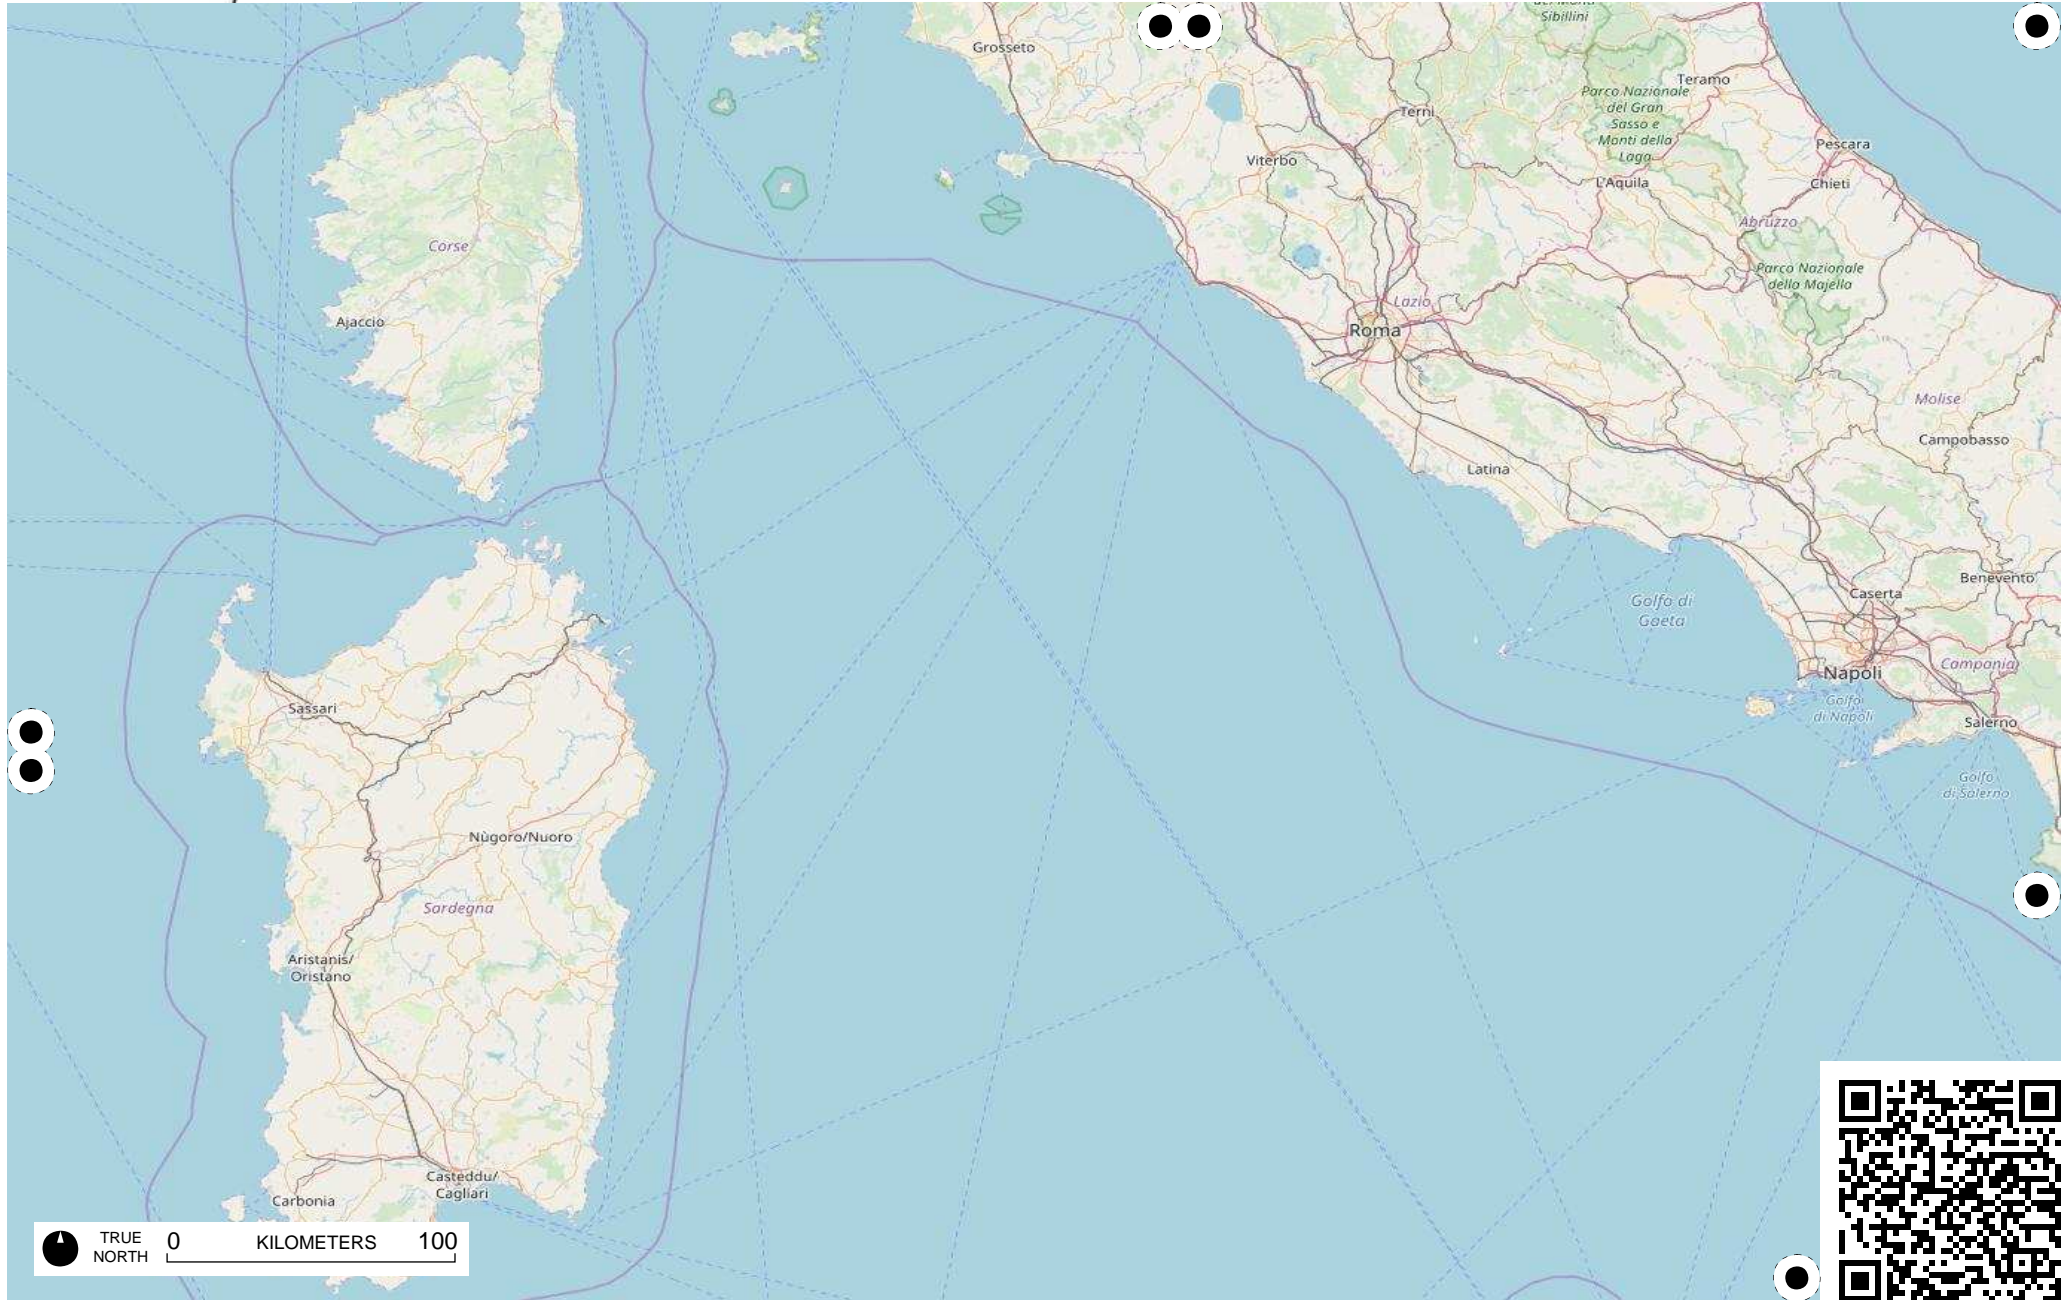 Sibillini
Grosseto
Teramo
Parco Nazionale
del Gran
Sasso e
Monti della
Laga
Terni
Pescara
Viterbo
L'Aquila
Chieti
Abruzzo
Corse
Parco Nazionale
della Majella
Lazio
Ajaccio
Roma
Molise
Campobasso
Latina
Benevento
Caserta
Golfo di
Gaeta
Campania
Napoli
Golfo
di Napoli
Sassari
Salerno
Golfo
di Salerno
Nùgoro/Nuoro
Sardegna
Aristanis/
Oristano
Casteddu/
Cagliari
Carbonia
TRUE
NORTH
0 KILOMETERS 100